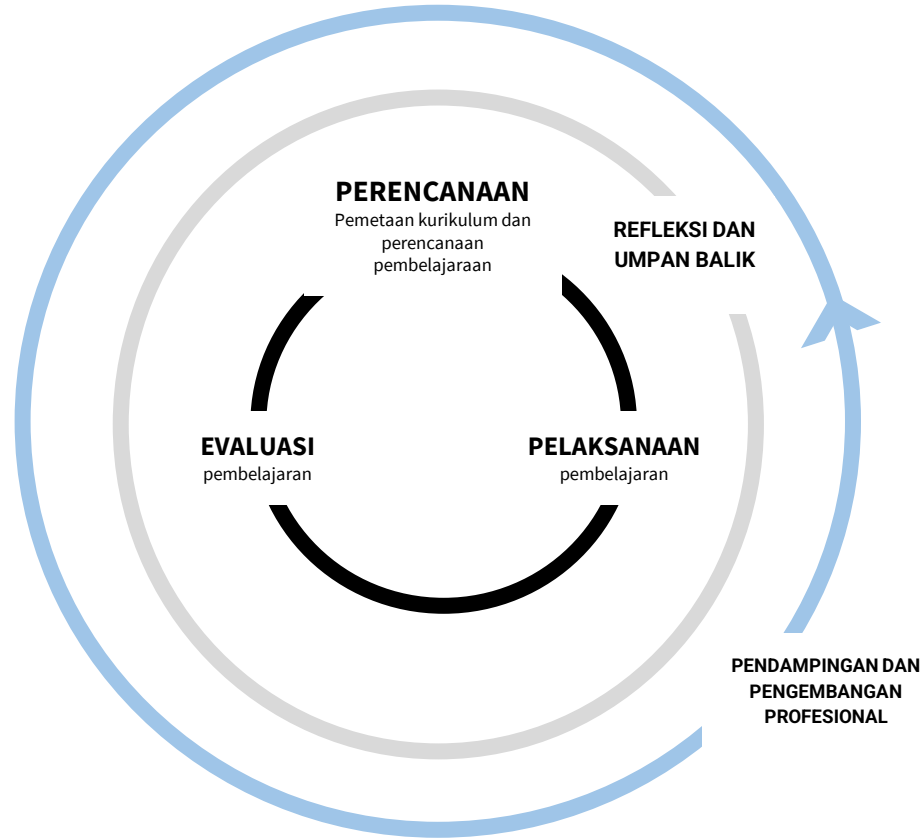 PERENCANAAN
Pemetaan kurikulum dan
perencanaan
pembelajaraan
REFLEKSI DAN
UMPAN BALIK
EVALUASI
pembelajaran
PELAKSANAAN
pembelajaran
PENDAMPINGAN DAN
PENGEMBANGAN
PROFESIONAL